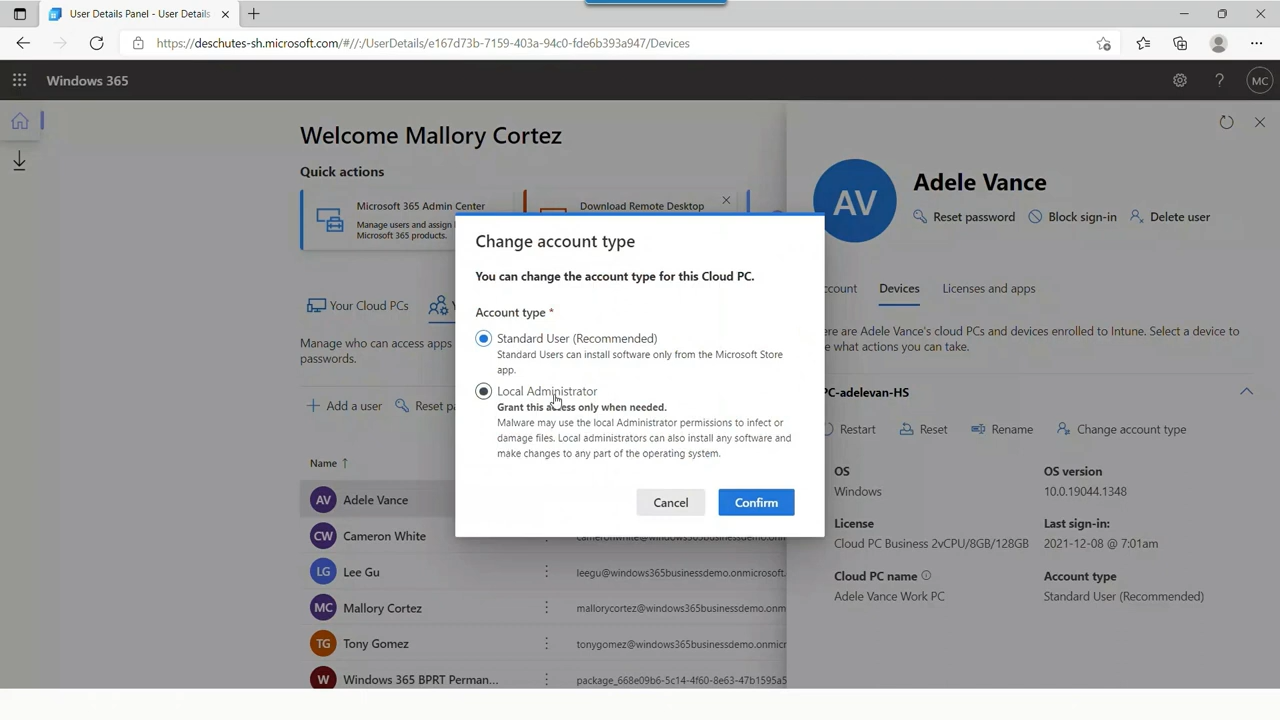 User Details Panel - User Details
https://deschutes-sh.microsoft.com/#//:/UserDetails/e167d73b-7159-403a-94c0-fde6b393a947/Devices
Windows 365
MC
Welcome Mallory Cortez
Quick actions
Microsoft 365 Admin Center
Manage users and assign
Microsoft 365 products.
Download Remote Desktop
Your Cloud PCs
Manage who can access apps
passwords.
Add a user
Reset
Name ↑
AV Adele Vance
CW Cameron White
LG Lee Gu
leegu@windows365businessdemo.onmicrosoft.
MC Mallory Cortez
mallorycortez@windows365businessdemo.onm
TG Tony Gomez
tonygomez@windows365businessdemo.onmicr
W Windows 365 BPRT Perman...
package_668e09b6-5c14-4f60-8e63-47b1595a5
Change account type
You can change the account type for this Cloud PC.
Account type *
Standard User (Recommended)
Standard Users can install software only from the Microsoft Store
app.
Local Administrator
Grant this access only when needed.
Malware may use the local Administrator permissions to infect or
damage files. Local administrators can also install any software and
make changes to any part of the operating system.
Cancel
Confirm
AV
Adele Vance
Reset password
Block sign-in
Delete user
ccount
Devices
Licenses and apps
ere are Adele Vance's cloud PCs and devices enrolled to Intune. Select a device to
what actions you can take.
PC-adelevan-HS
Restart
Reset
Rename
Change account type
OS
Windows
OS version
10.0.19044.1348
License
Cloud PC Business 2vCPU/8GB/128GB
Last sign-in:
2021-12-08 @ 7:01am
Cloud PC name
Adele Vance Work PC
Account type
Standard User (Recommended)